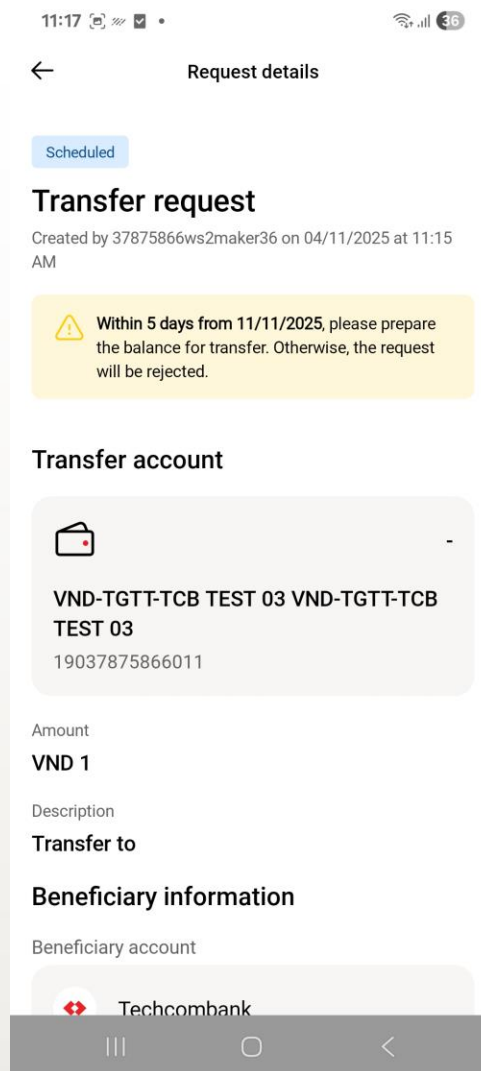 11:17
36
Request details
Scheduled
Transfer request
Created by 37875866ws2maker36 on 04/11/2025 at 11:15
AM
Within 5 days from 11/11/2025, please prepare
the balance for transfer. Otherwise, the request
will be rejected.
Transfer account
-
VND-TGTT-TCB TEST 03 VND-TGTT-TCB
TEST 03
19037875866011
Amount
VND 1
Description
Transfer to
Beneficiary information
Beneficiary account
Techcombank